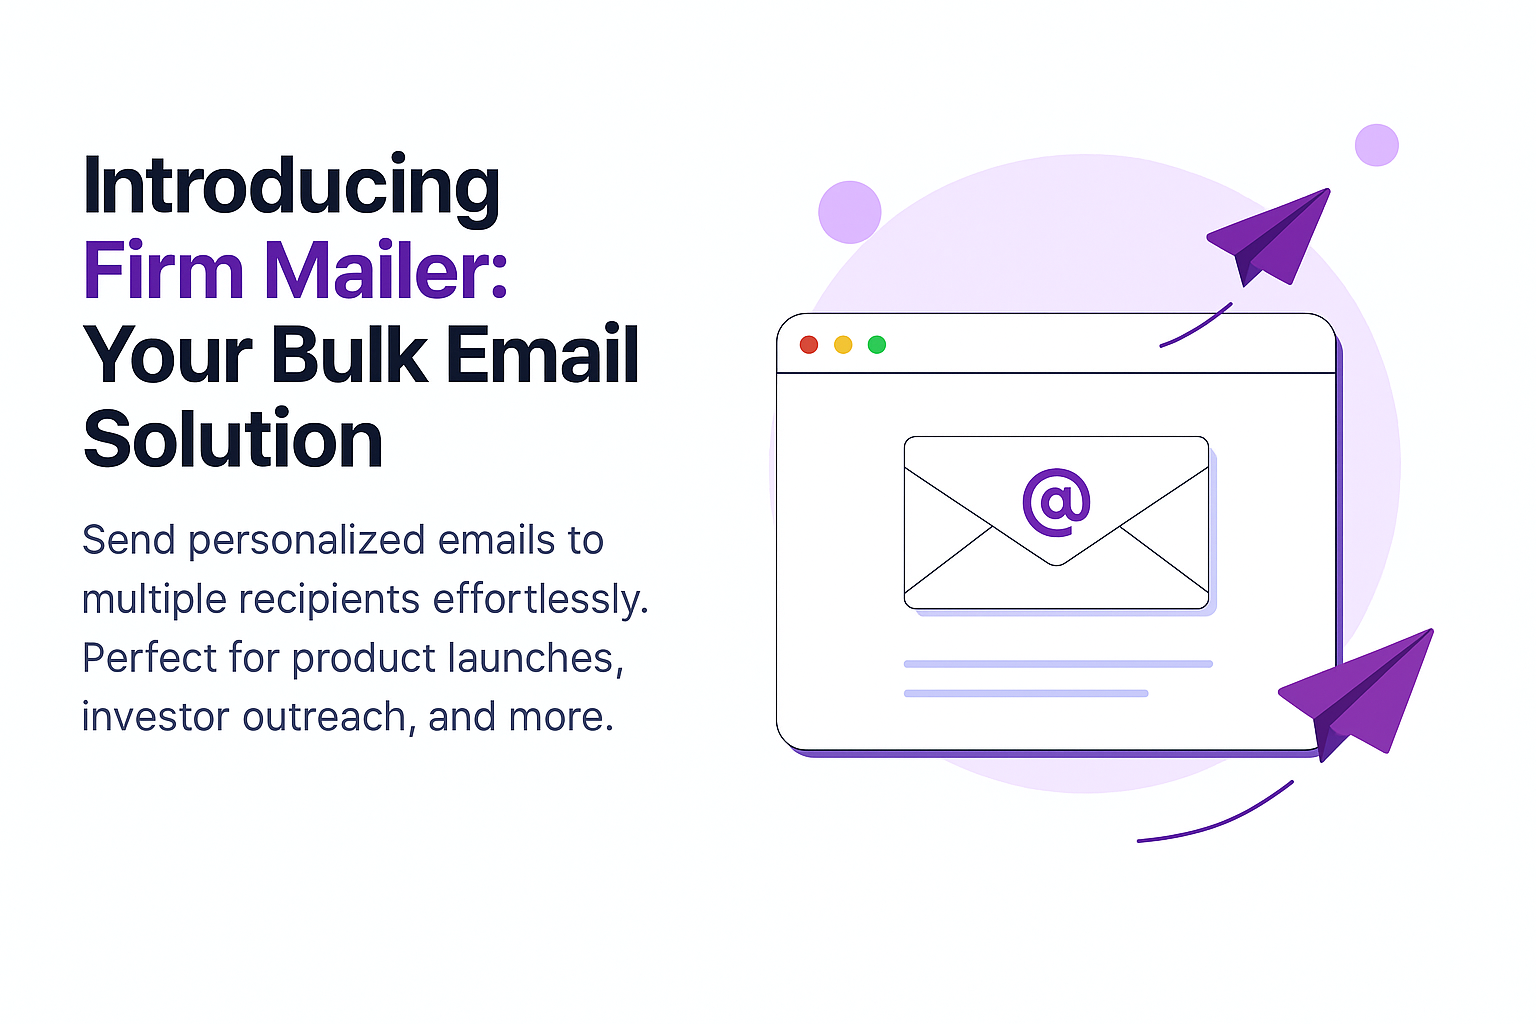 Introducing
Firm Mailer:
Your Bulk Email
Solution
Send personalized emails to
multiple recipients effortlessly.
Perfect for product launches,
investor outreach, and more.
@